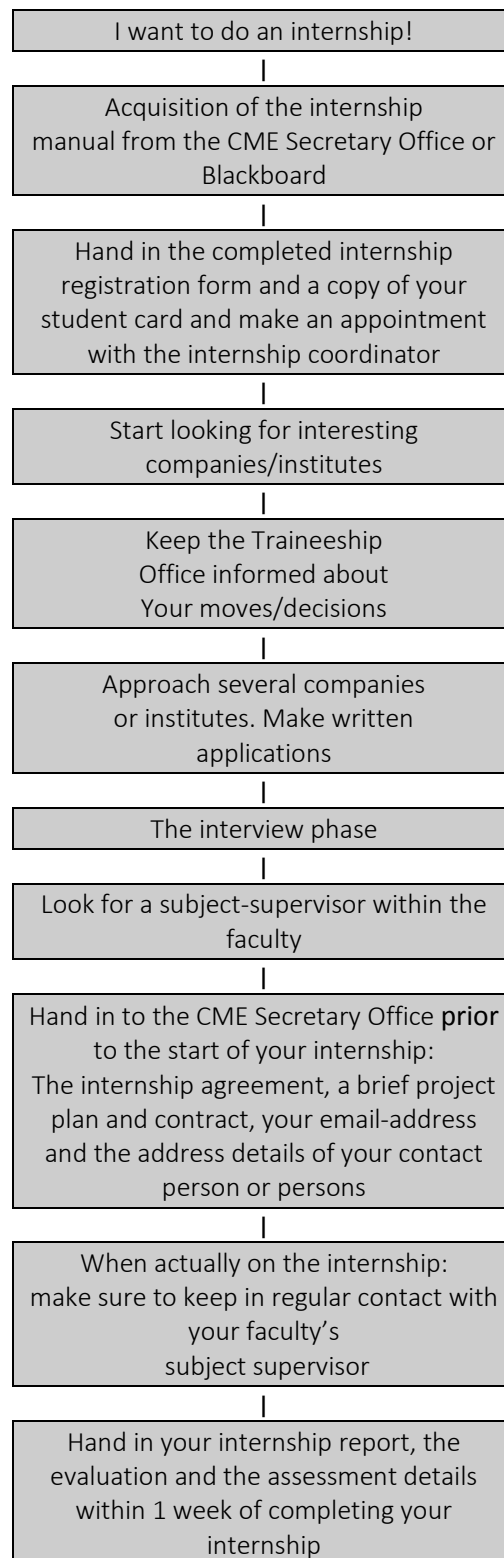 I want to do an internship!
Acquisition of the internship
manual from the CME Secretary Office or
Blackboard
Hand in the completed internship
registration form and a copy of your
student card and make an appointment
with the internship coordinator
Start looking for interesting
companies/institutes
Keep the Traineeship
Office informed about
Your moves/decisions
Approach several companies
or institutes. Make written
applications
The interview phase
Look for a subject-supervisor within the
faculty
Hand in to the CME Secretary Office prior
to the start of your internship:
The internship agreement, a brief project
plan and contract, your email-address
and the address details of your contact
person or persons
When actually on the internship:
make sure to keep in regular contact with
your faculty’s
subject supervisor
Hand in your internship report, the
evaluation and the assessment details
within 1 week of completing your
internship